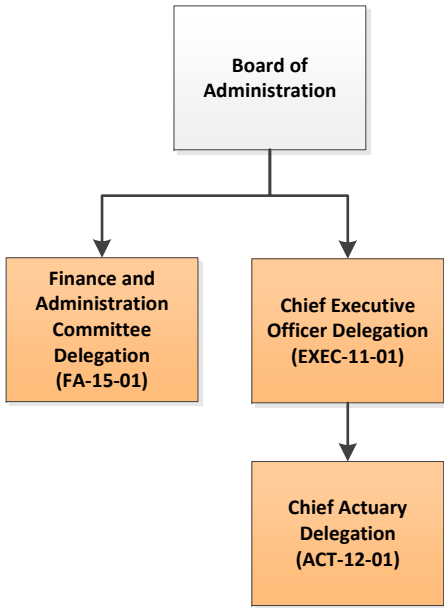 Board of
Administration
Finance and
Administration
Committee
Delegation
(FA-15-01)
Chief Executive
Officer Delegation
(EXEC-11-01)
Chief Actuary
Delegation
(ACT-12-01)